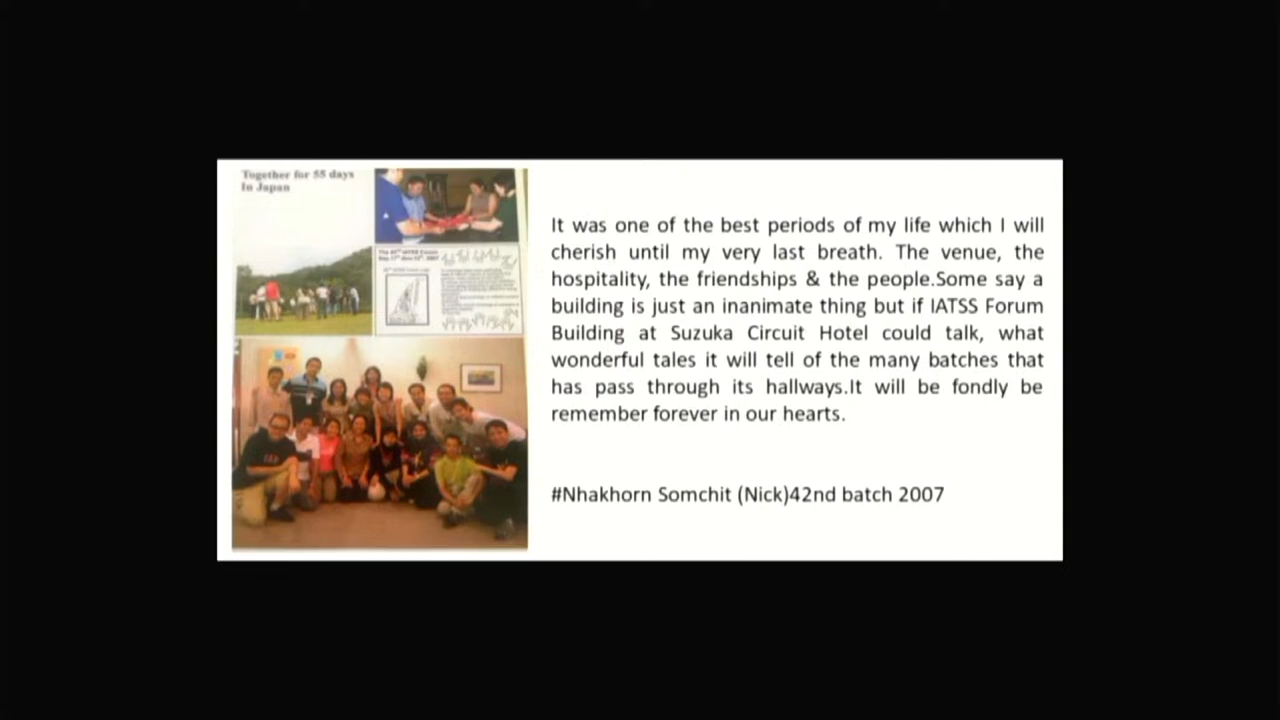 Together for 55 days
In Japan
It was one of the best periods of my life which I will
cherish until my very last breath. The venue, the
hospitality, the friendships & the people.Some say a
building is just an inanimate thing but if IATSS Forum
Building at Suzuka Circuit Hotel could talk, what
wonderful tales it will tell of the many batches that
has pass through its hallways.It will be fondly be
remember forever in our hearts.
#Nhakhorn Somchit (Nick)42nd batch 2007